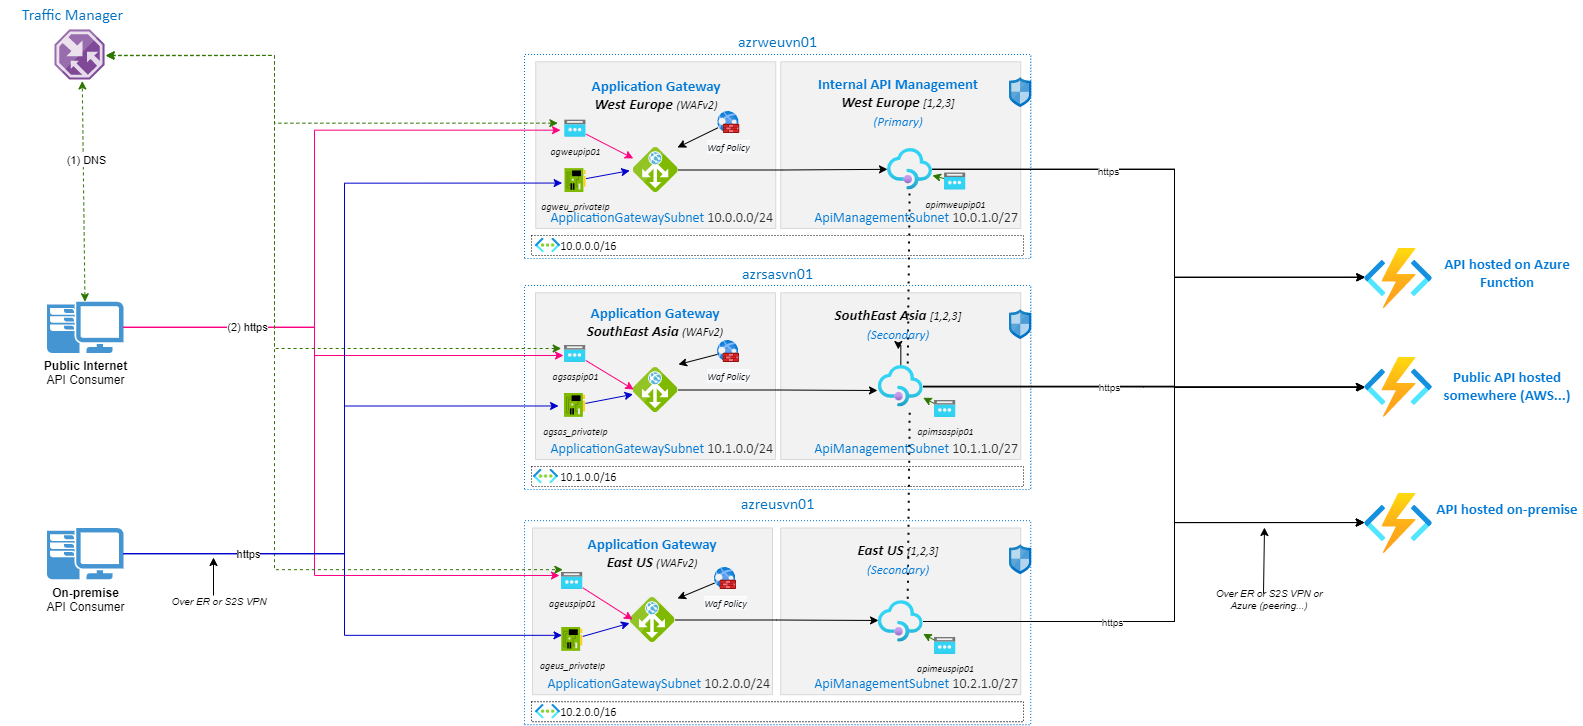 Traffic Manager
(1) DNS
(2) https
Public Internet
API Consumer
https
On-premise
API Consumer
Over ER or S2S VPN
azrweuvn01
Application Gateway
West Europe (WAFv2)
agweupip01
Waf Policy
agweu_privateIp
ApplicationGatewaySubnet 10.0.0.0/24
Internal API Management
West Europe [1,2,3]
(Primary)
apimweupip01
ApiManagementSubnet 10.0.1.0/27
10.0.0.0/16
https
azrsasvn01
Application Gateway
SouthEast Asia (WAFv2)
agsaspip01
Waf Policy
agsas_privateIp
ApplicationGatewaySubnet 10.1.0.0/24
SouthEast Asia [1,2,3]
(Secondary)
apimsaspip01
ApiManagementSubnet 10.1.1.0/27
10.1.0.0/16
https
azreusvn01
Application Gateway
East US (WAFv2)
ageuspip01
Waf Policy
ageus_privateIp
ApplicationGatewaySubnet 10.2.0.0/24
East US [1,2,3]
(Secondary)
apimeuspip01
ApiManagementSubnet 10.2.1.0/27
10.2.0.0/16
https
API hosted on Azure
Function
Public API hosted
somewhere (AWS...)
API hosted on-premise
Over ER or S2S VPN or
Azure (peering...)